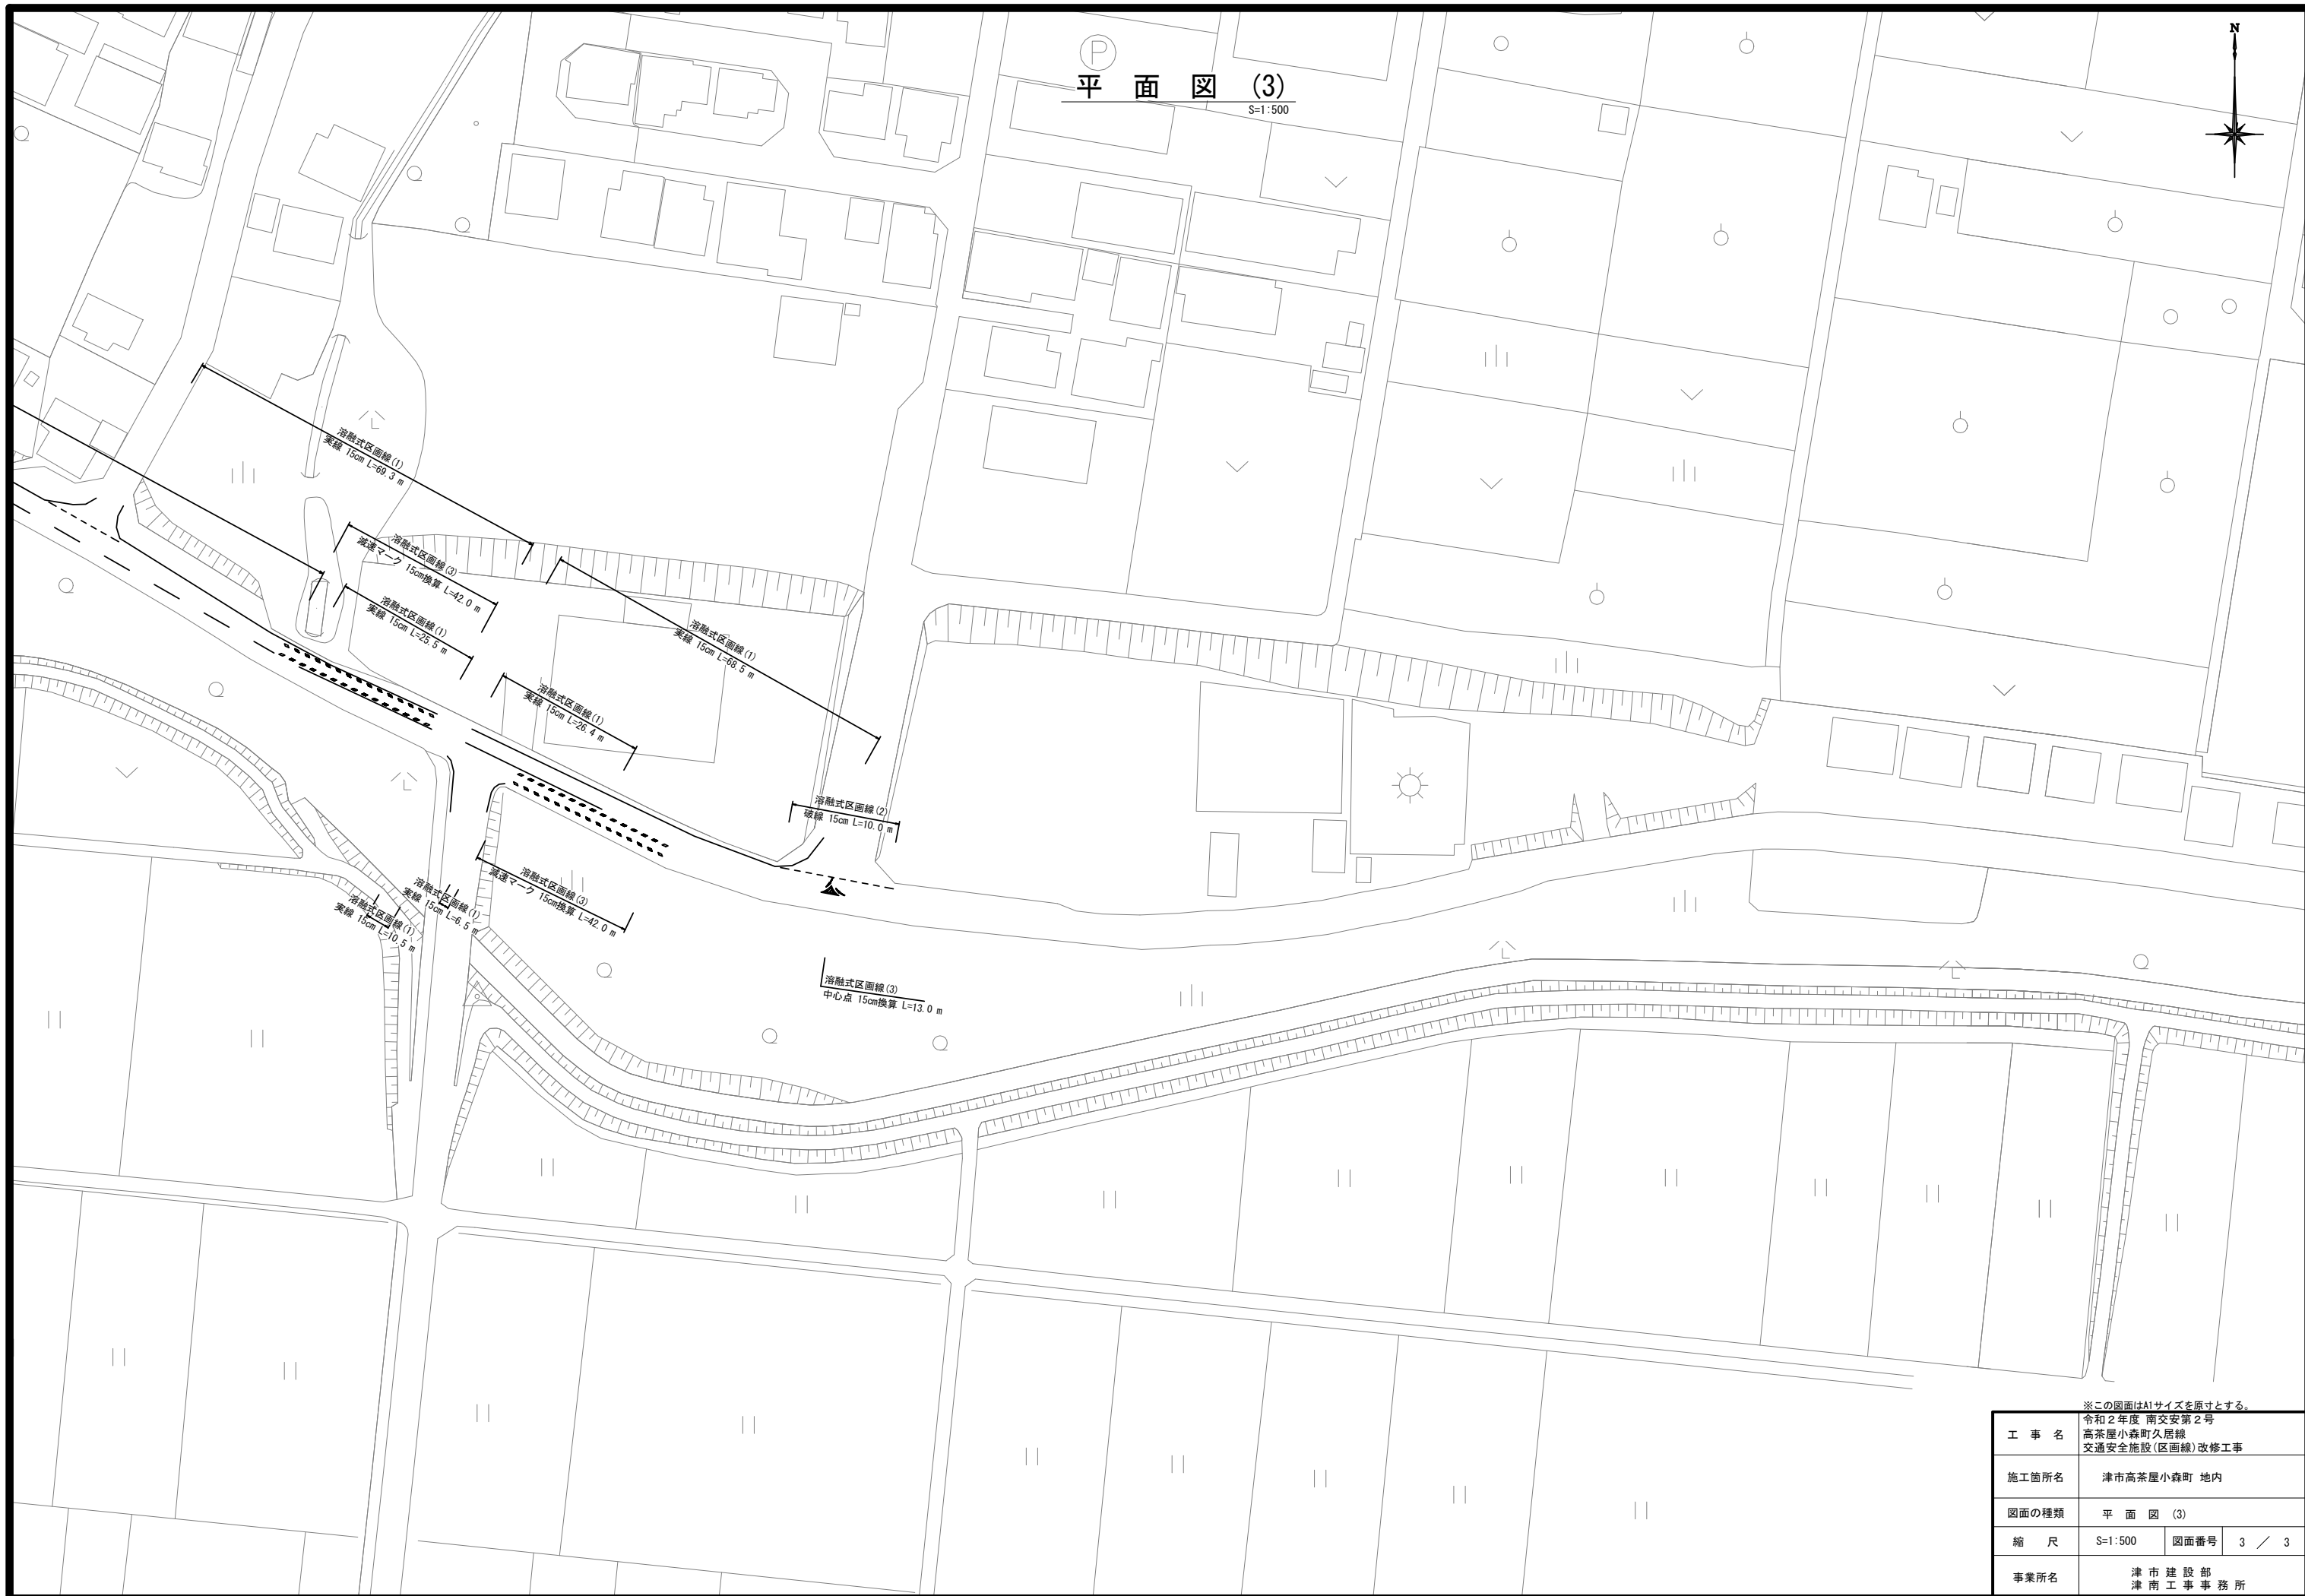 Ⓟ
平 面 図 (3)
S=1:500
N
溶融式区画線(1)
実線 15cm L=69.3 m
溶融式区画線(3)
減速マーク 15cm換算 L=42.0 m
溶融式区画線(1)
実線 15cm L=25.5 m
溶融式区画線(1)
実線 15cm L=68.5 m
溶融式区画線(1)
実線 15cm L=26.4 m
溶融式区画線(2)
破線 15cm L=10.0 m
溶融式区画線(3)
減速マーク 15cm換算 L=42.0 m
溶融式区画線(1)
実線 15cm L=6.5 m
溶融式区画線(1)
実線 15cm L=10.5 m
溶融式区画線(3)
中心点 15cm換算 L=13.0 m
※この図面はA1サイズを原寸とする。
工 事 名
令和2年度 南交安第2号
高茶屋小森町久居線
交通安全施設(区画線)改修工事
施工箇所名 津市高茶屋小森町 地内
図面の種類 平 面 図 (3)
縮 尺 S=1:500 図面番号 3 / 3
事業所名
津 市 建 設 部
津 南 工 事 事 務 所